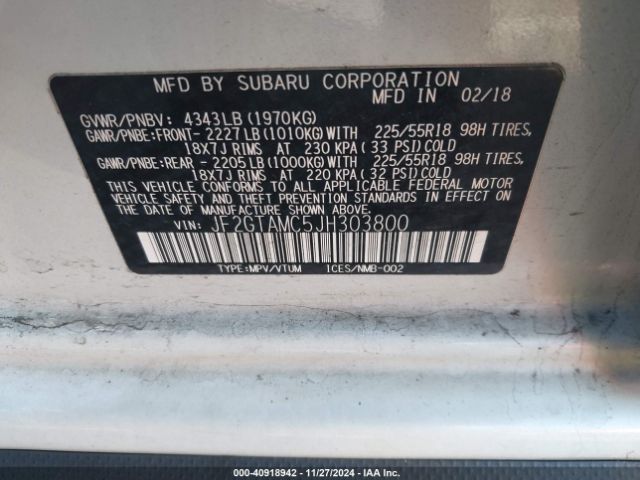 MFD BY SUBARU CORPORATION
MFD IN 02/18
GVWR/PNBV: 4343LB (1970KG)
GAWR/PNBE:FRONT- 2227LB (1010KG) WITH 225/55R18 98H TIRES,
18X7J RIMS AT 230 KPA (33 PSI) COLD
GAWR/PNBE:REAR - 2205LB (1000KG) WITH 225/55R18 98H TIRES,
18X7J RIMS AT 220 KPA (32 PSI) COLD
THIS VEHICLE CONFORMS TO ALL APPLICABLE FEDERAL MOTOR
VEHICLE SAFETY AND THEFT PREVENTION STANDARDS IN EFFECT ON
THE DATE OF MANUFACTURE SHOWN ABOVE.
VIN: JF2GTAMC5JH303800
TYPE:MPV/VTUM ICES/NMB-002
000-40918942 - 11/27/2024 - IAA Inc.